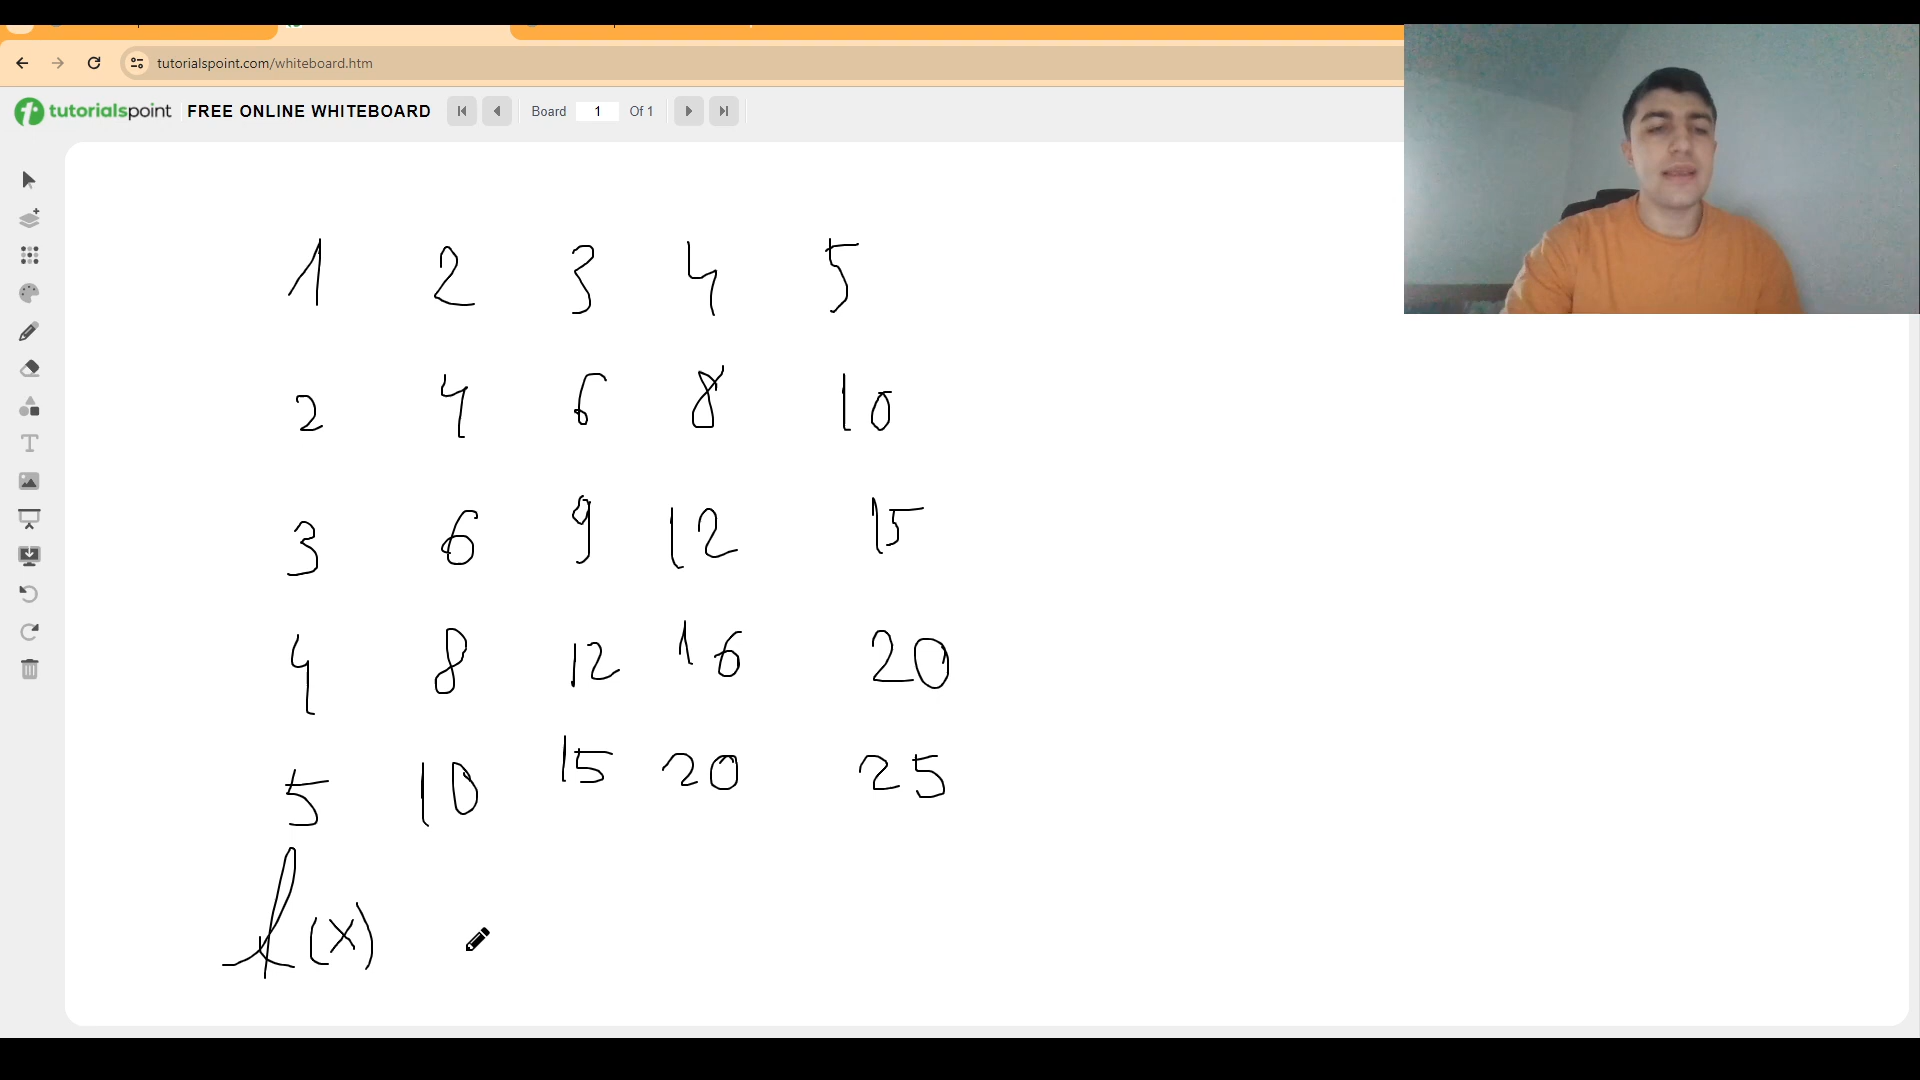 tutorialspoint.com/whiteboard.htm
tutorialspoint FREE ONLINE WHITEBOARD Board 1 Of 1
1 2 3 4 5
2 4 6 8 10
3 6 9 12 15
4 8 12 16 20
5 10 15 20 25
f(x)